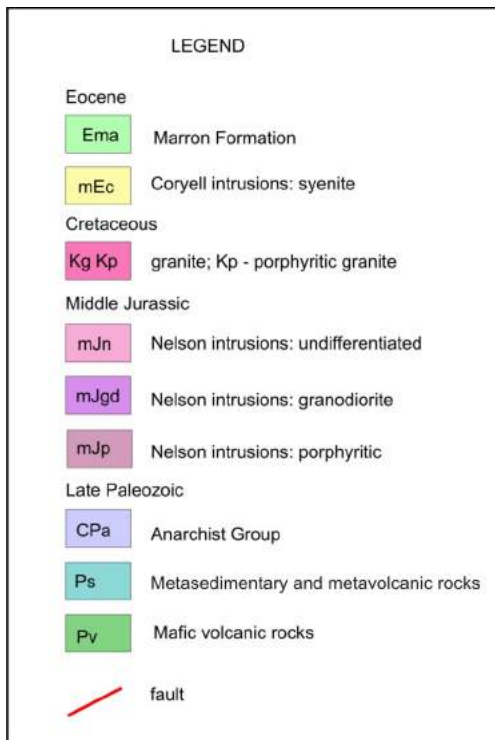 LEGEND
Eocene
Ema Marron Formation
mEc Coryell intrusions: syenite
Cretaceous
Kg Kp granite; Kp - porphyritic granite
Middle Jurassic
mJn Nelson intrusions: undifferentiated
mJgd Nelson intrusions: granodiorite
mJp Nelson intrusions: porphyritic
Late Paleozoic
CPa Anarchist Group
Ps Metasedimentary and metavolcanic rocks
Pv Mafic volcanic rocks
fault